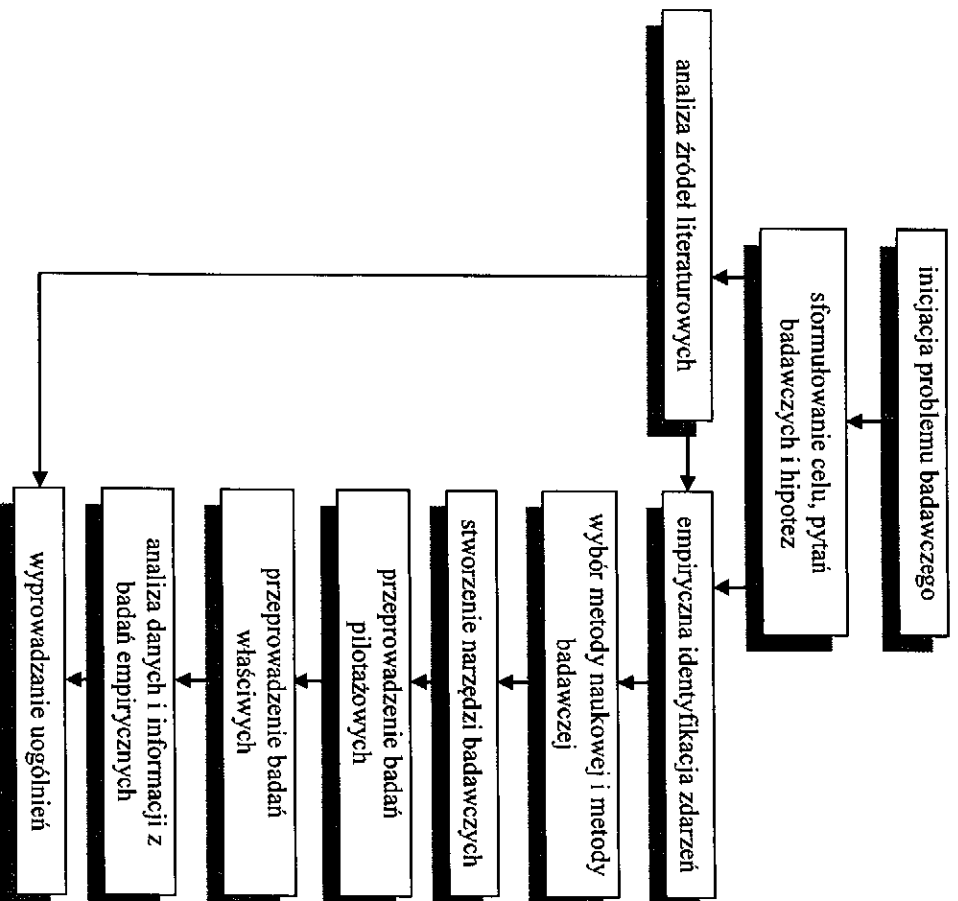 inicjacja problemu badawczego
sformułowanie celu, pytań
badawczych i hipotez
analiza źródeł literaturowych
empiryczna identyfikacja zdarzeń
wybór metody naukowej i metody
badawczej
stworzenie narzędzi badawczych
przeprowadzenie badań
pilotażowych
przeprowadzenie badań
właściwych
analiza danych i informacji z
badań empirycznych
wyprowadzanie uogólnień